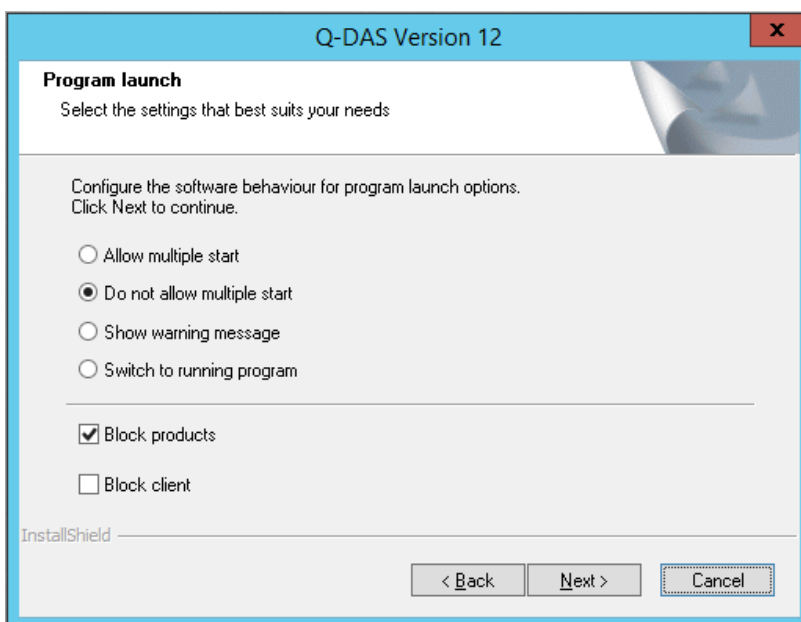 Q-DAS Version 12
x
Program launch
Select the settings that best suits your needs
Configure the software behaviour for program launch options.
Click Next to continue.
Allow multiple start
Do not allow multiple start
Show warning message
Switch to running program
Block products
Block client
InstallShield
< Back
Next >
Cancel